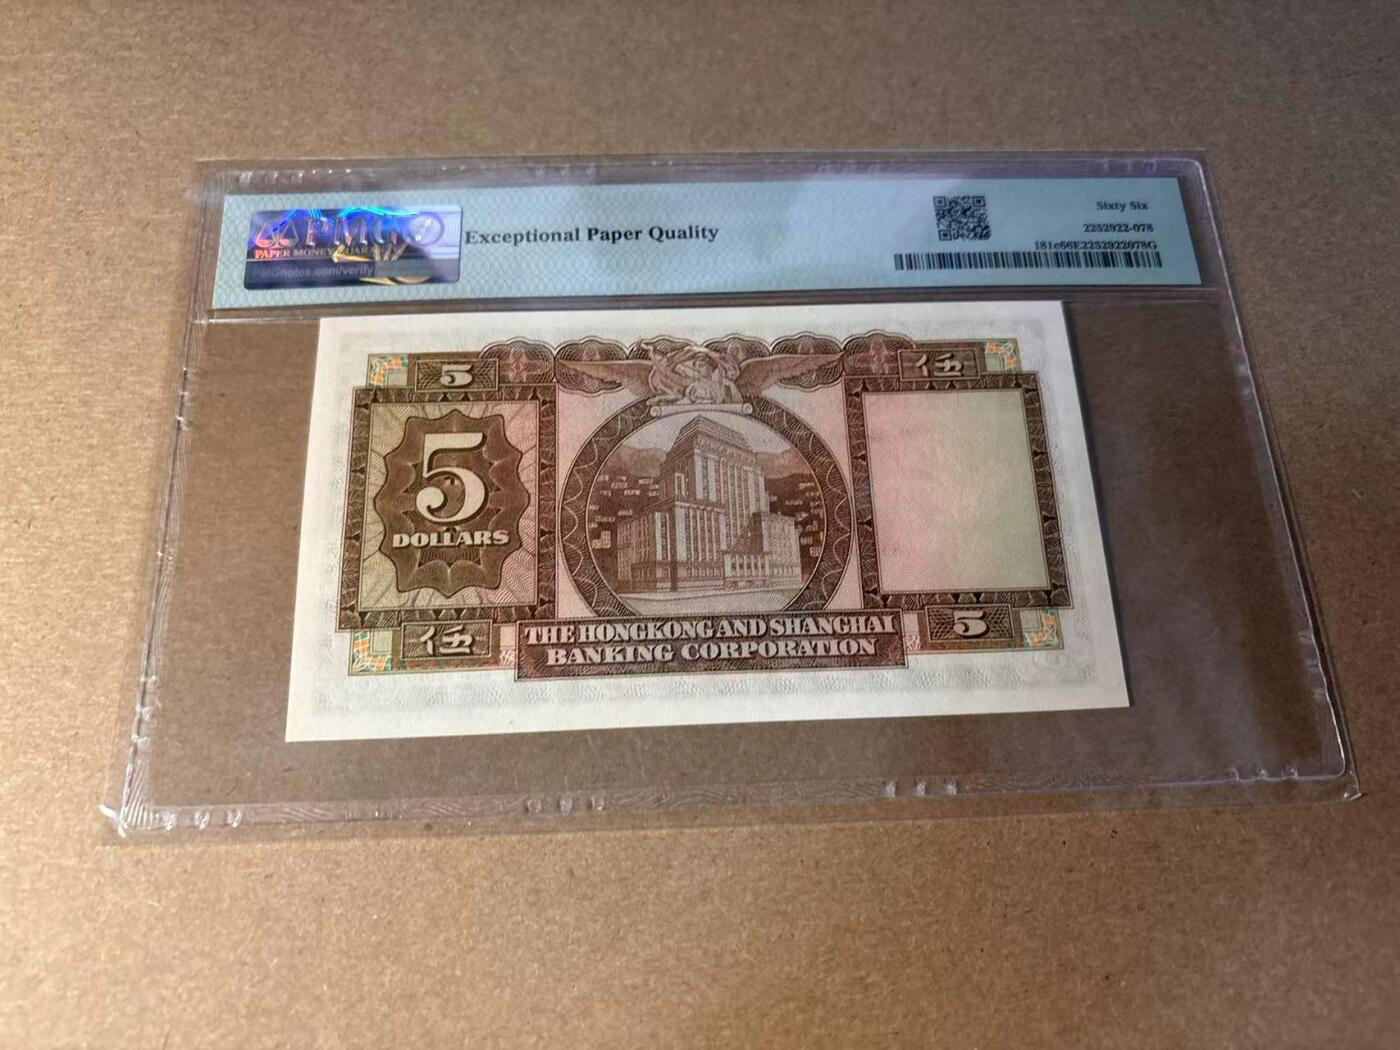 PMG
PAPER MONEY GUARANTY
PMGnotes.com/verify
Exceptional Paper Quality
Sixty Six
2252922-078
181c66E2252922078G
5
伍
5
DOLLARS
伍
5
THE HONGKONG AND SHANGHAI
BANKING CORPORATION